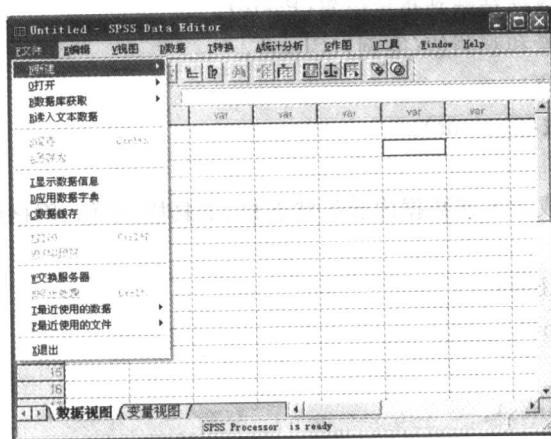 Untitled - SPSS Data Editor
F文件 E编辑 V视图 D数据 T转换 A统计分析 G作图 U工具 Window Help
N新建
O打开
B数据库获取
R读入文本数据
I显示数据信息
D应用数据字典
C数据缓存
W交换服务器
T最近使用的数据
F最近使用的文件
X退出
var var var var var
15
16
数据视图 变量视图
SPSS Processor is ready